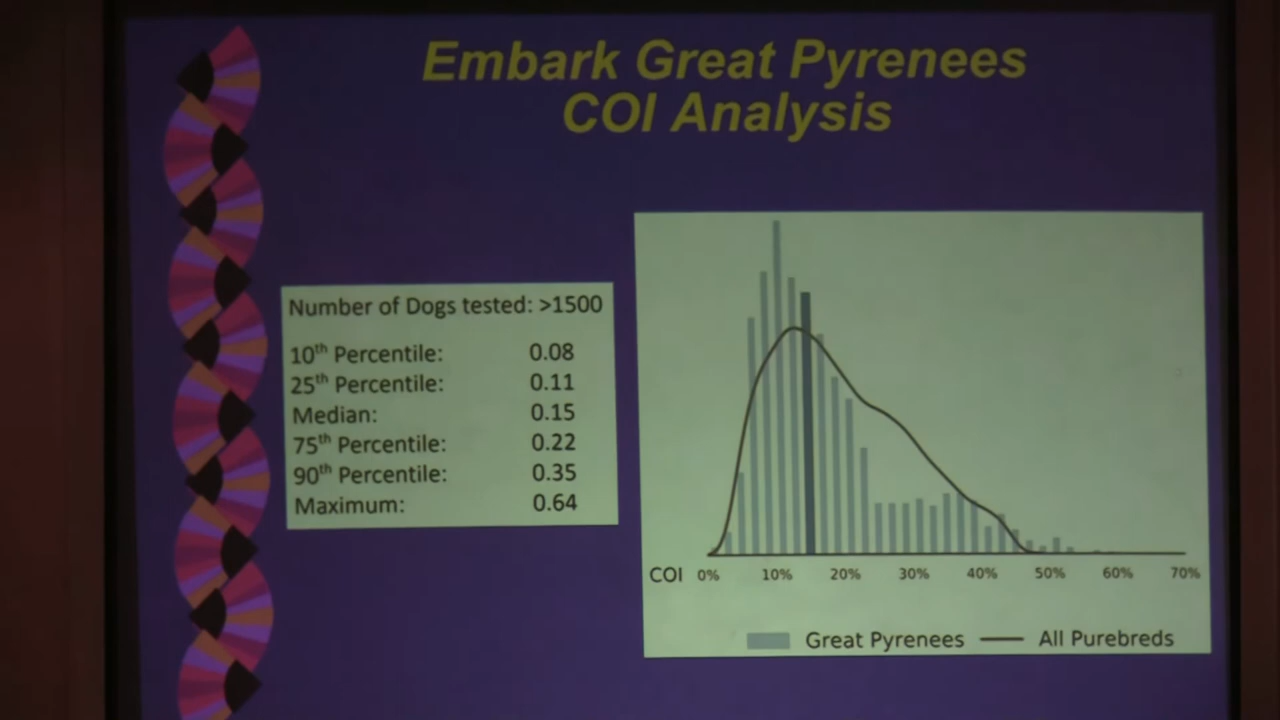 Embark Great Pyrenees
COI Analysis
Number of Dogs tested: >1500
10th Percentile: 0.08
25th Percentile: 0.11
Median: 0.15
75th Percentile: 0.22
90th Percentile: 0.35
Maximum: 0.64
COI 0% 10% 20% 30% 40% 50% 60% 70%
Great Pyrenees All Purebreds